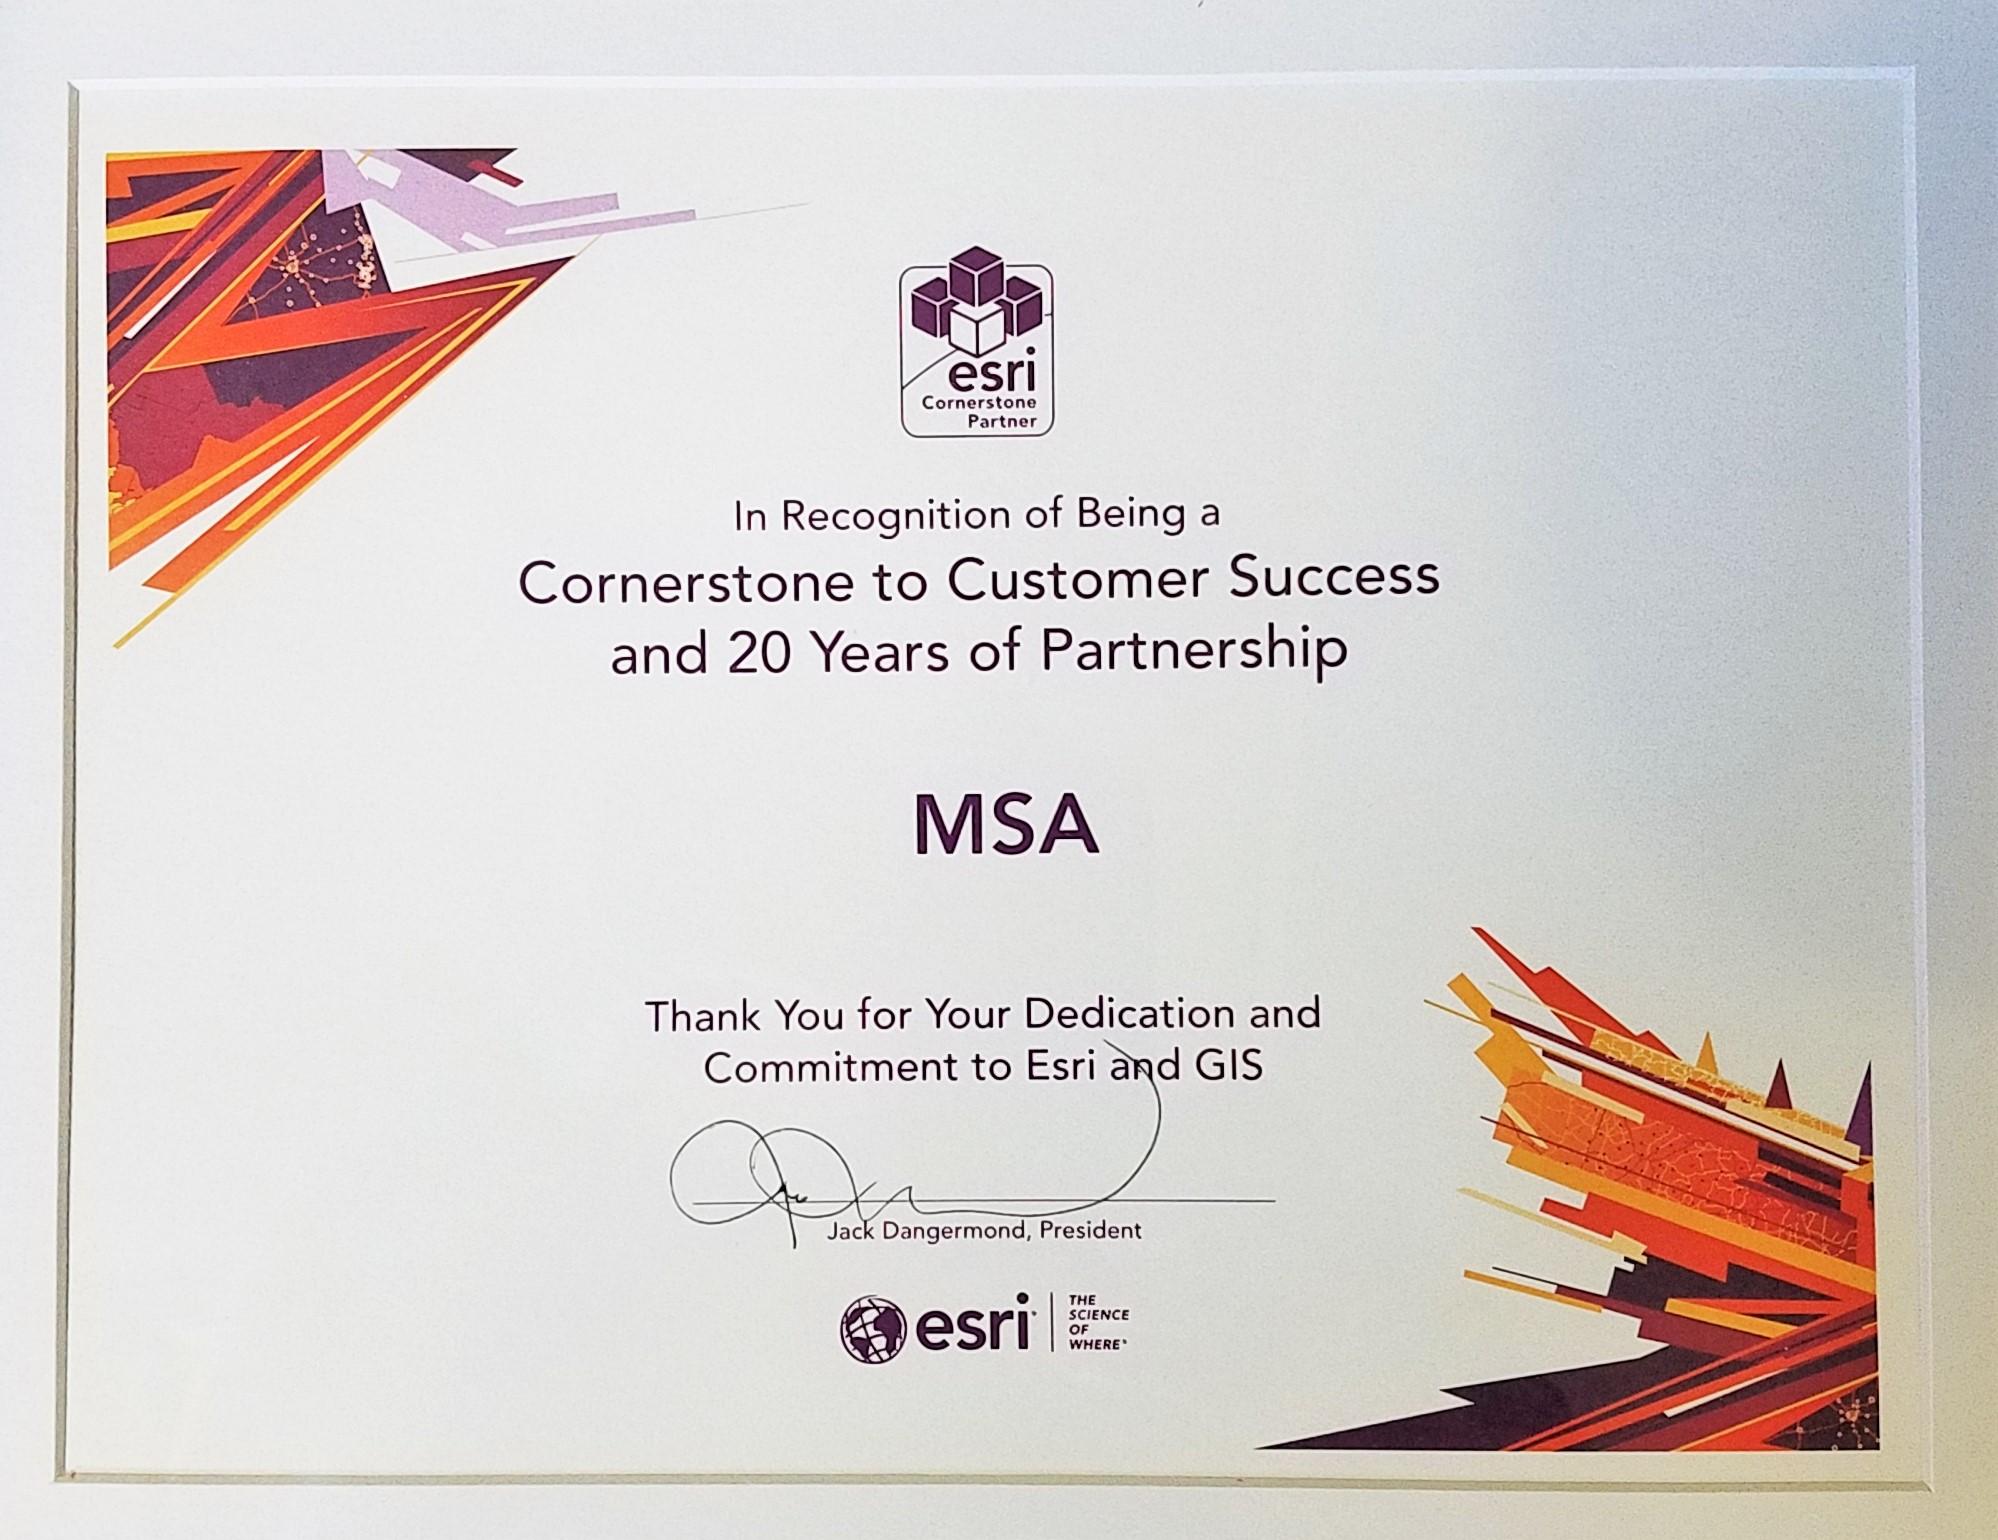 esri
Cornerstone
Partner
In Recognition of Being a
Cornerstone to Customer Success
and 20 Years of Partnership
MSA
Thank You for Your Dedication and
Commitment to Esri and GIS
Jack Dangermond, President
esri
THE
SCIENCE
OF
WHERE®